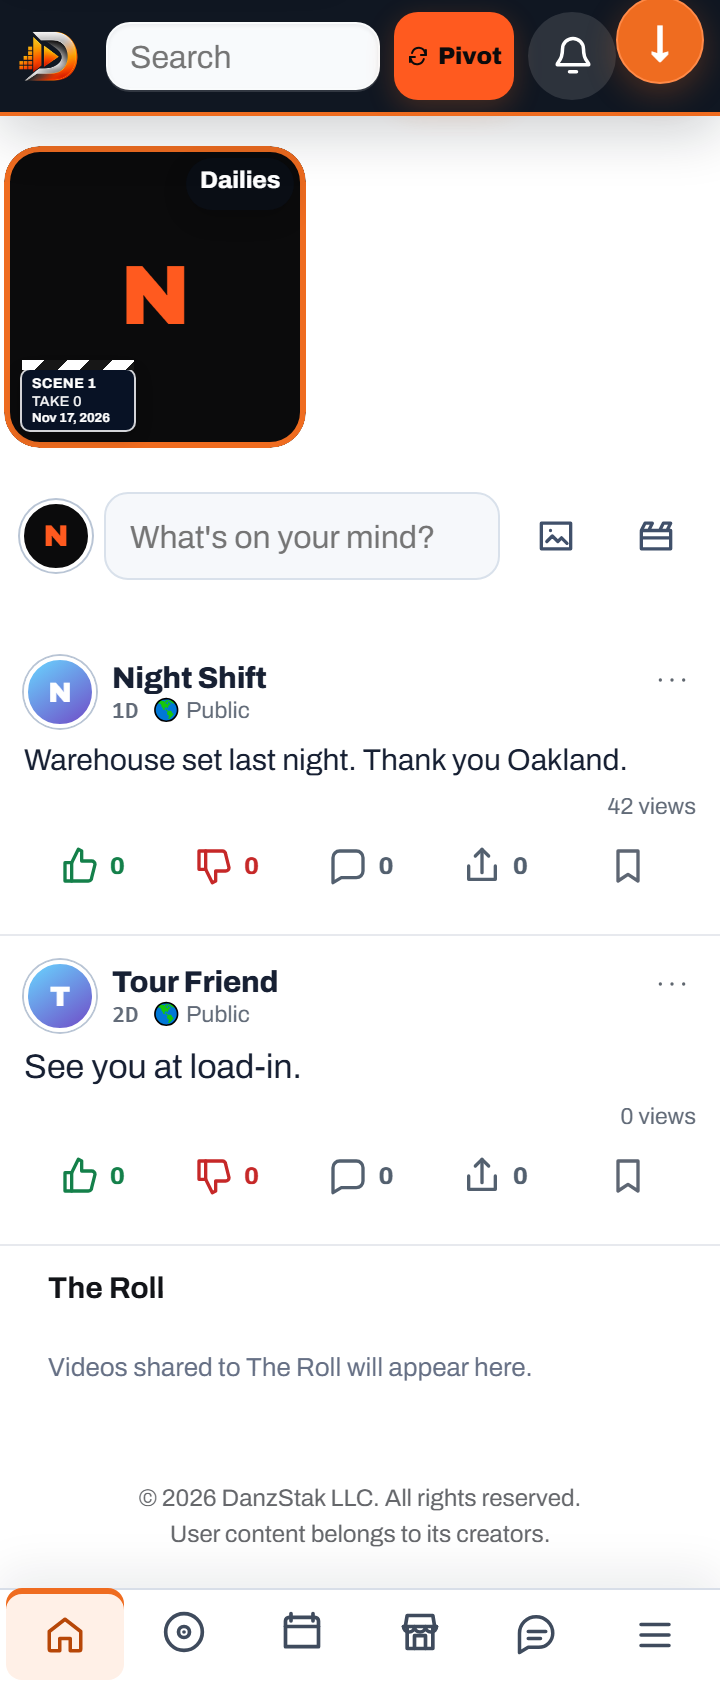 Search
Pivot
Dailies
N
SCENE 1
TAKE 0
Nov 17, 2026
N
What's on your mind?
N
Night Shift
...
1D Public
Warehouse set last night. Thank you Oakland.
42 views
0 0 0 0
T
Tour Friend
...
2D Public
See you at load-in.
0 views
0 0 0 0
The Roll
Videos shared to The Roll will appear here.
© 2026 DanzStak LLC. All rights reserved.
User content belongs to its creators.